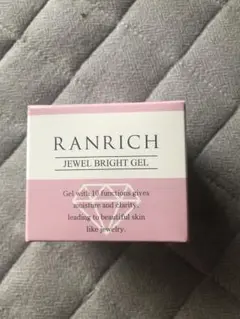 RANRICH
JEWEL BRIGHT GEL
Gel with 10 functions gives
moisture and clarity,
leading to beautiful skin
like jewelry.